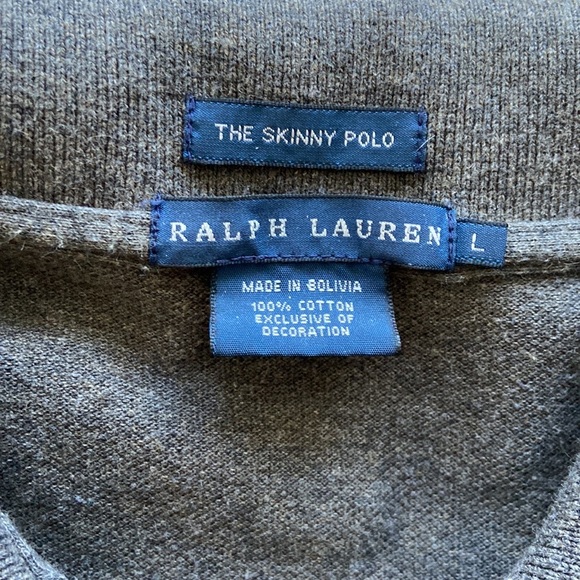 THE SKINNY POLO
RALPH LAUREN L
MADE IN BOLIVIA
100% COTTON
EXCLUSIVE OF
DECORATION